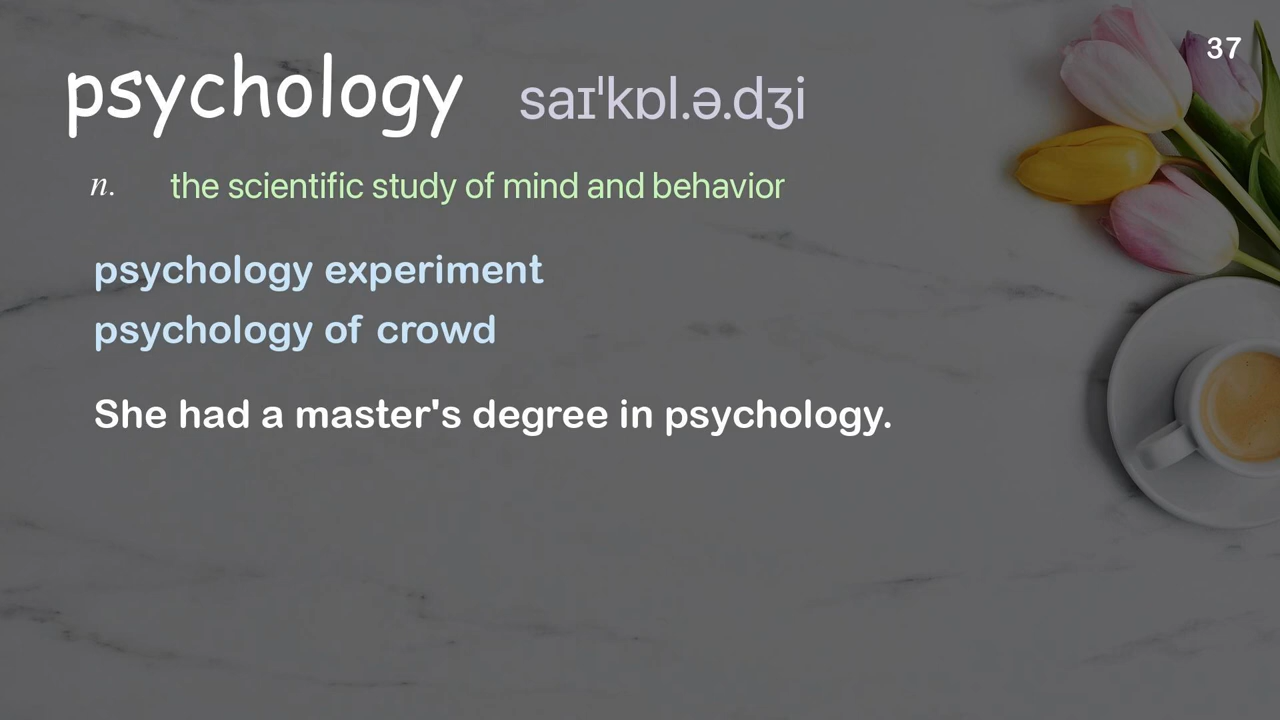 37
psychology saɪˈkɒl.ə.dʒi
n. the scientific study of mind and behavior
psychology experiment
psychology of crowd
She had a master's degree in psychology.